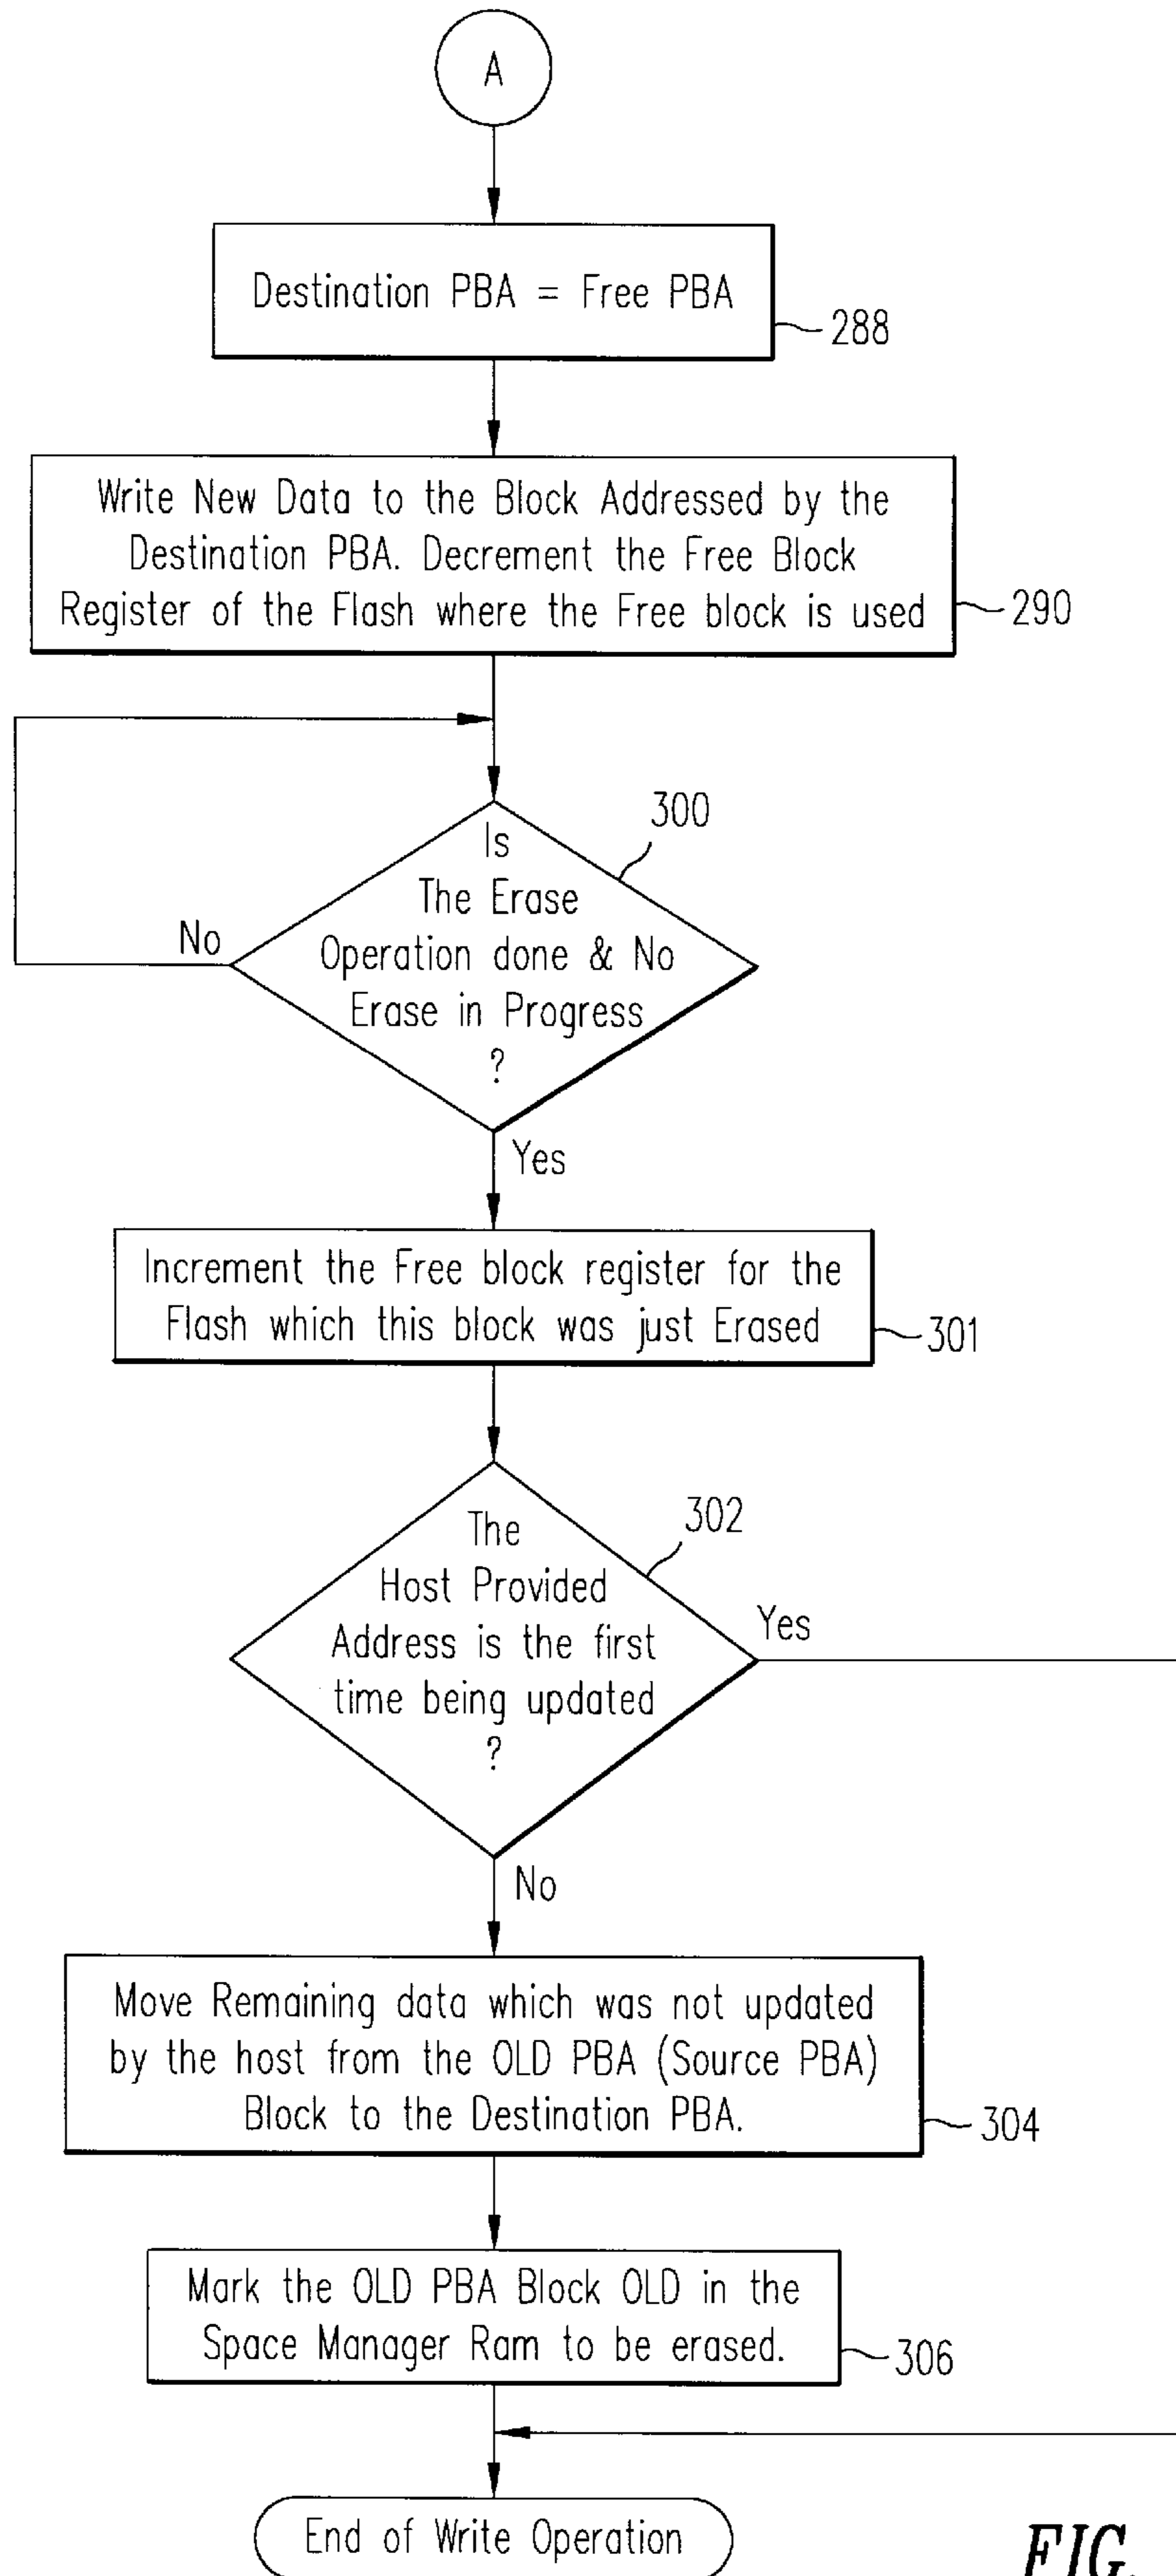 A
Destination PBA = Free PBA
288
Write New Data to the Block Addressed by the
Destination PBA. Decrement the Free Block
Register of the Flash where the Free block is used
290
300
Is
The Erase
Operation done & No
Erase in Progress
?
No
Yes
Increment the Free block register for the
Flash which this block was just Erased
301
302
The
Host Provided
Address is the first
time being updated
?
Yes
No
Move Remaining data which was not updated
by the host from the OLD PBA (Source PBA)
Block to the Destination PBA.
304
Mark the OLD PBA Block OLD in the
Space Manager Ram to be erased.
306
End of Write Operation
FIG.